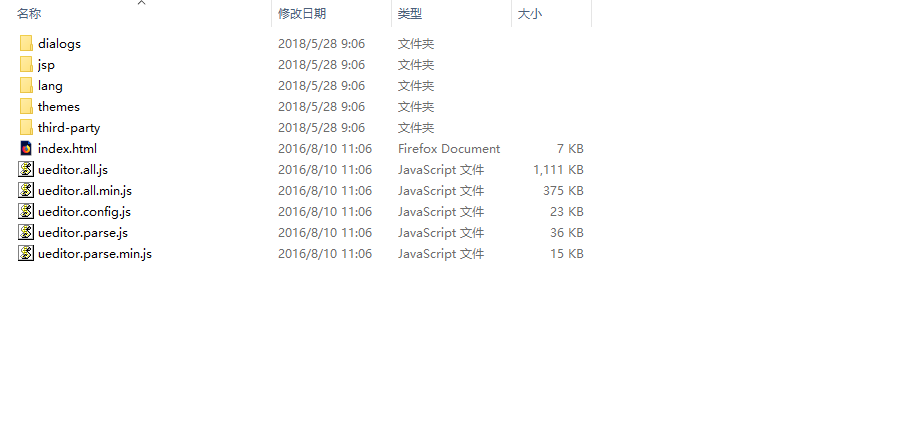 名称 修改日期 类型 大小
dialogs 2018/5/28 9:06 文件夹
jsp 2018/5/28 9:06 文件夹
lang 2018/5/28 9:06 文件夹
themes 2018/5/28 9:06 文件夹
third-party 2018/5/28 9:06 文件夹
index.html 2016/8/10 11:06 Firefox Document 7 KB
ueditor.all.js 2016/8/10 11:06 JavaScript 文件 1,111 KB
ueditor.all.min.js 2016/8/10 11:06 JavaScript 文件 375 KB
ueditor.config.js 2016/8/10 11:06 JavaScript 文件 23 KB
ueditor.parse.js 2016/8/10 11:06 JavaScript 文件 36 KB
ueditor.parse.min.js 2016/8/10 11:06 JavaScript 文件 15 KB